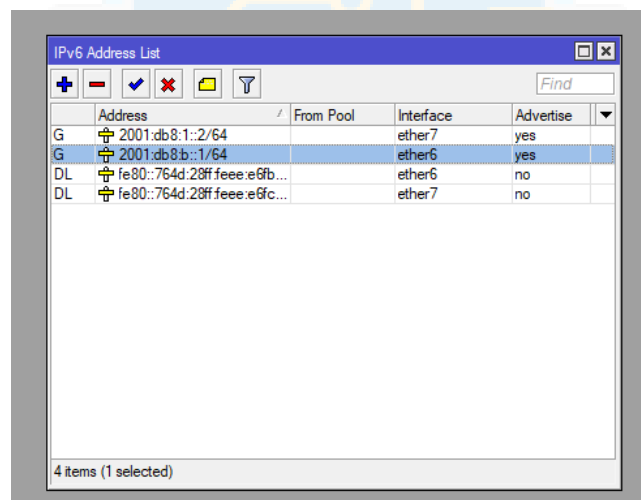 IPv6 Address List
Find
Address From Pool Interface Advertise
G 2001:db8:1::2/64 ether7 yes
G 2001:db8:b::1/64 ether6 yes
DL fe80::764d:28ff:feee:e6fb... ether6 no
DL fe80::764d:28ff:feee:e6fc... ether7 no
4 items (1 selected)